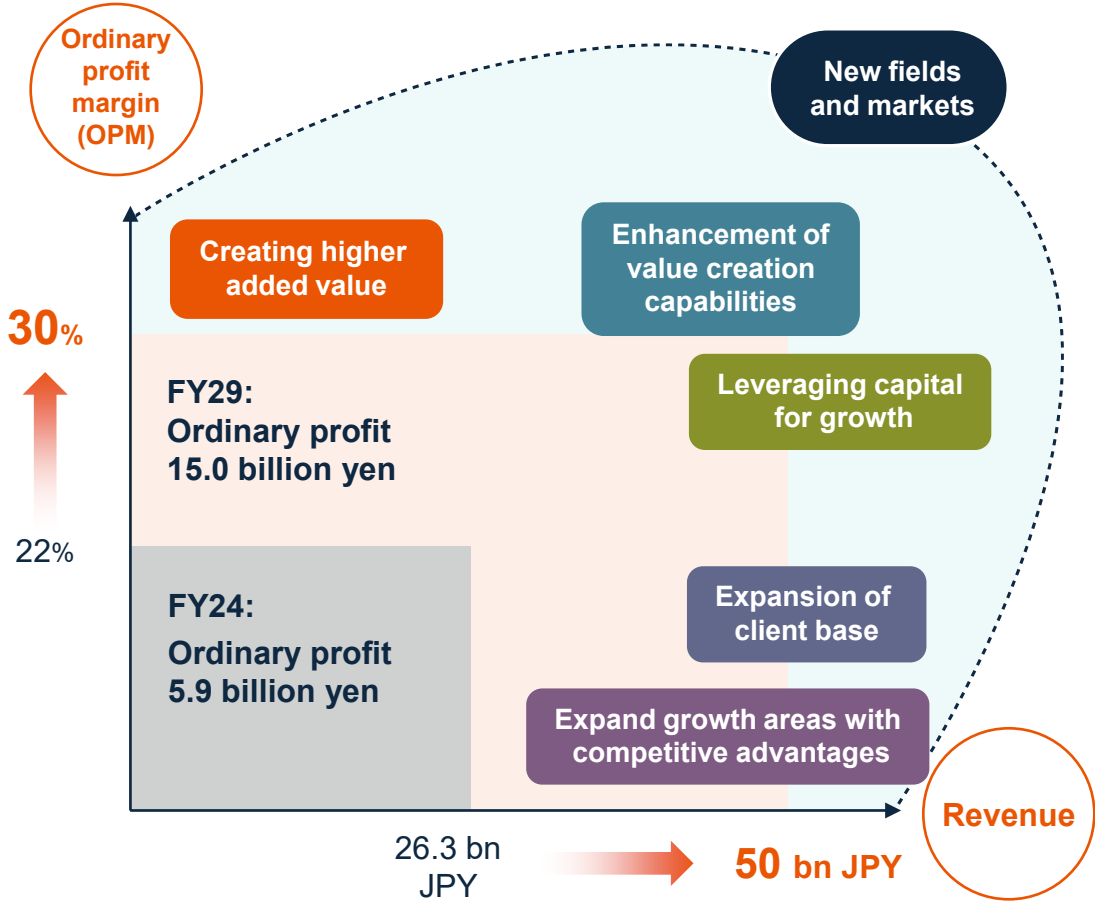 Ordinary
profit
margin
(OPM)
New fields
and markets
Creating higher
added value
Enhancement of
value creation
capabilities
30%
Leveraging capital
for growth
FY29:
Ordinary profit
15.0 billion yen
22%
FY24:
Ordinary profit
5.9 billion yen
Expansion of
client base
Expand growth areas with
competitive advantages
Revenue
26.3 bn
JPY
50 bn JPY